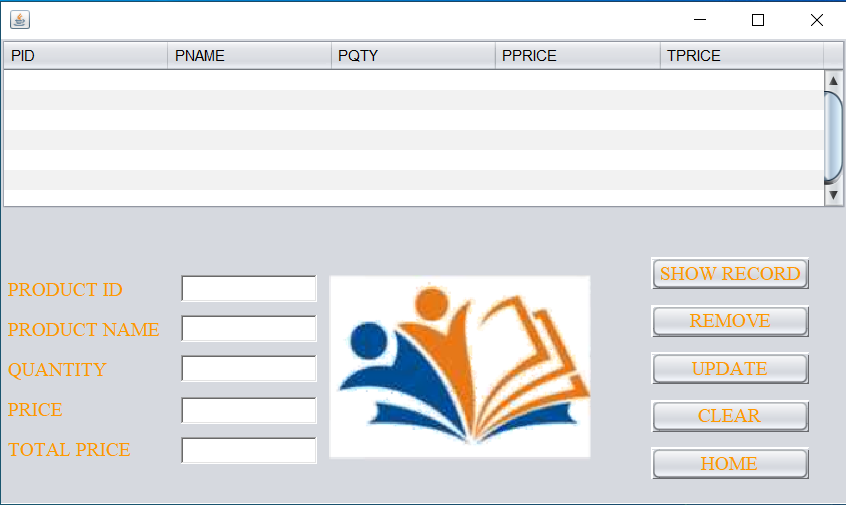 PID PNAME PQTY PPRICE TPRICE
PRODUCT ID
PRODUCT NAME
QUANTITY
PRICE
TOTAL PRICE
SHOW RECORD
REMOVE
UPDATE
CLEAR
HOME